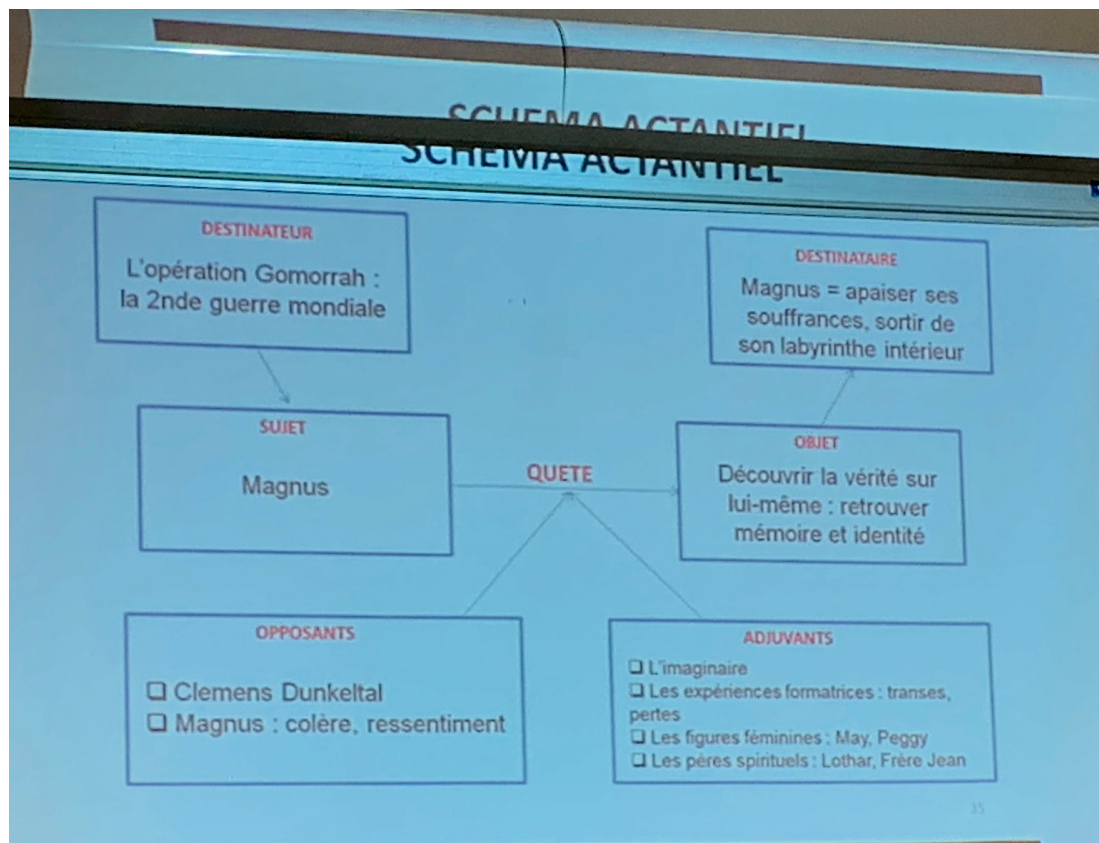 SCHEMA ACTANTIEL
SCHEMA ACTANTIEL
DESTINATEUR
L'opération Gomorrah :
la 2nde guerre mondiale
DESTINATAIRE
Magnus = apaiser ses
souffrances, sortir de
son labyrinthe intérieur
SUJET
Magnus
QUETE
OBJET
Découvrir la vérité sur
lui-même : retrouver
mémoire et identité
OPPOSANTS
❑ Clemens Dunkeltal
❑ Magnus : colère, ressentiment
ADJUVANTS
❑ L'imaginaire
❑ Les expériences formatrices : transes,
pertes
❑ Les figures féminines : May, Peggy
❑ Les pères spirituels : Lothar, Frère Jean
35